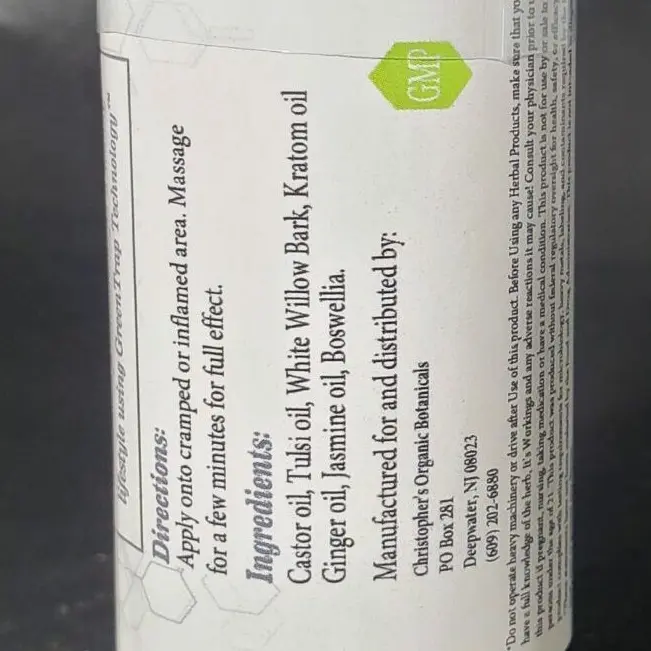 lifestyle using GreenTrap Technology™
Directions:
Apply onto cramped or inflamed area. Massage
for a few minutes for full effect.
Ingredients:
Castor oil, Tulsi oil, White Willow Bark, Kratom oil
Ginger oil, Jasmine oil, Boswellia.
GMP
Manufactured for and distributed by:
Christopher's Organic Botanicals
PO Box 281
Deepwater, NJ 08023
(609) 202-6880
*Do not operate heavy machinery or drive after Use of this product. Before Using any Herbal Products, make sure that yo
have a full knowledge of the herb, It's Workings and any adverse reactions it may cause! Consult your physician prior to u
this product if pregnant, nursing, taking medication or have a medical condition. This product is not for use by or sale to
persons under the age of 21. This product was produced without federal regulatory oversight for health, safety, or efficacy
product complies with